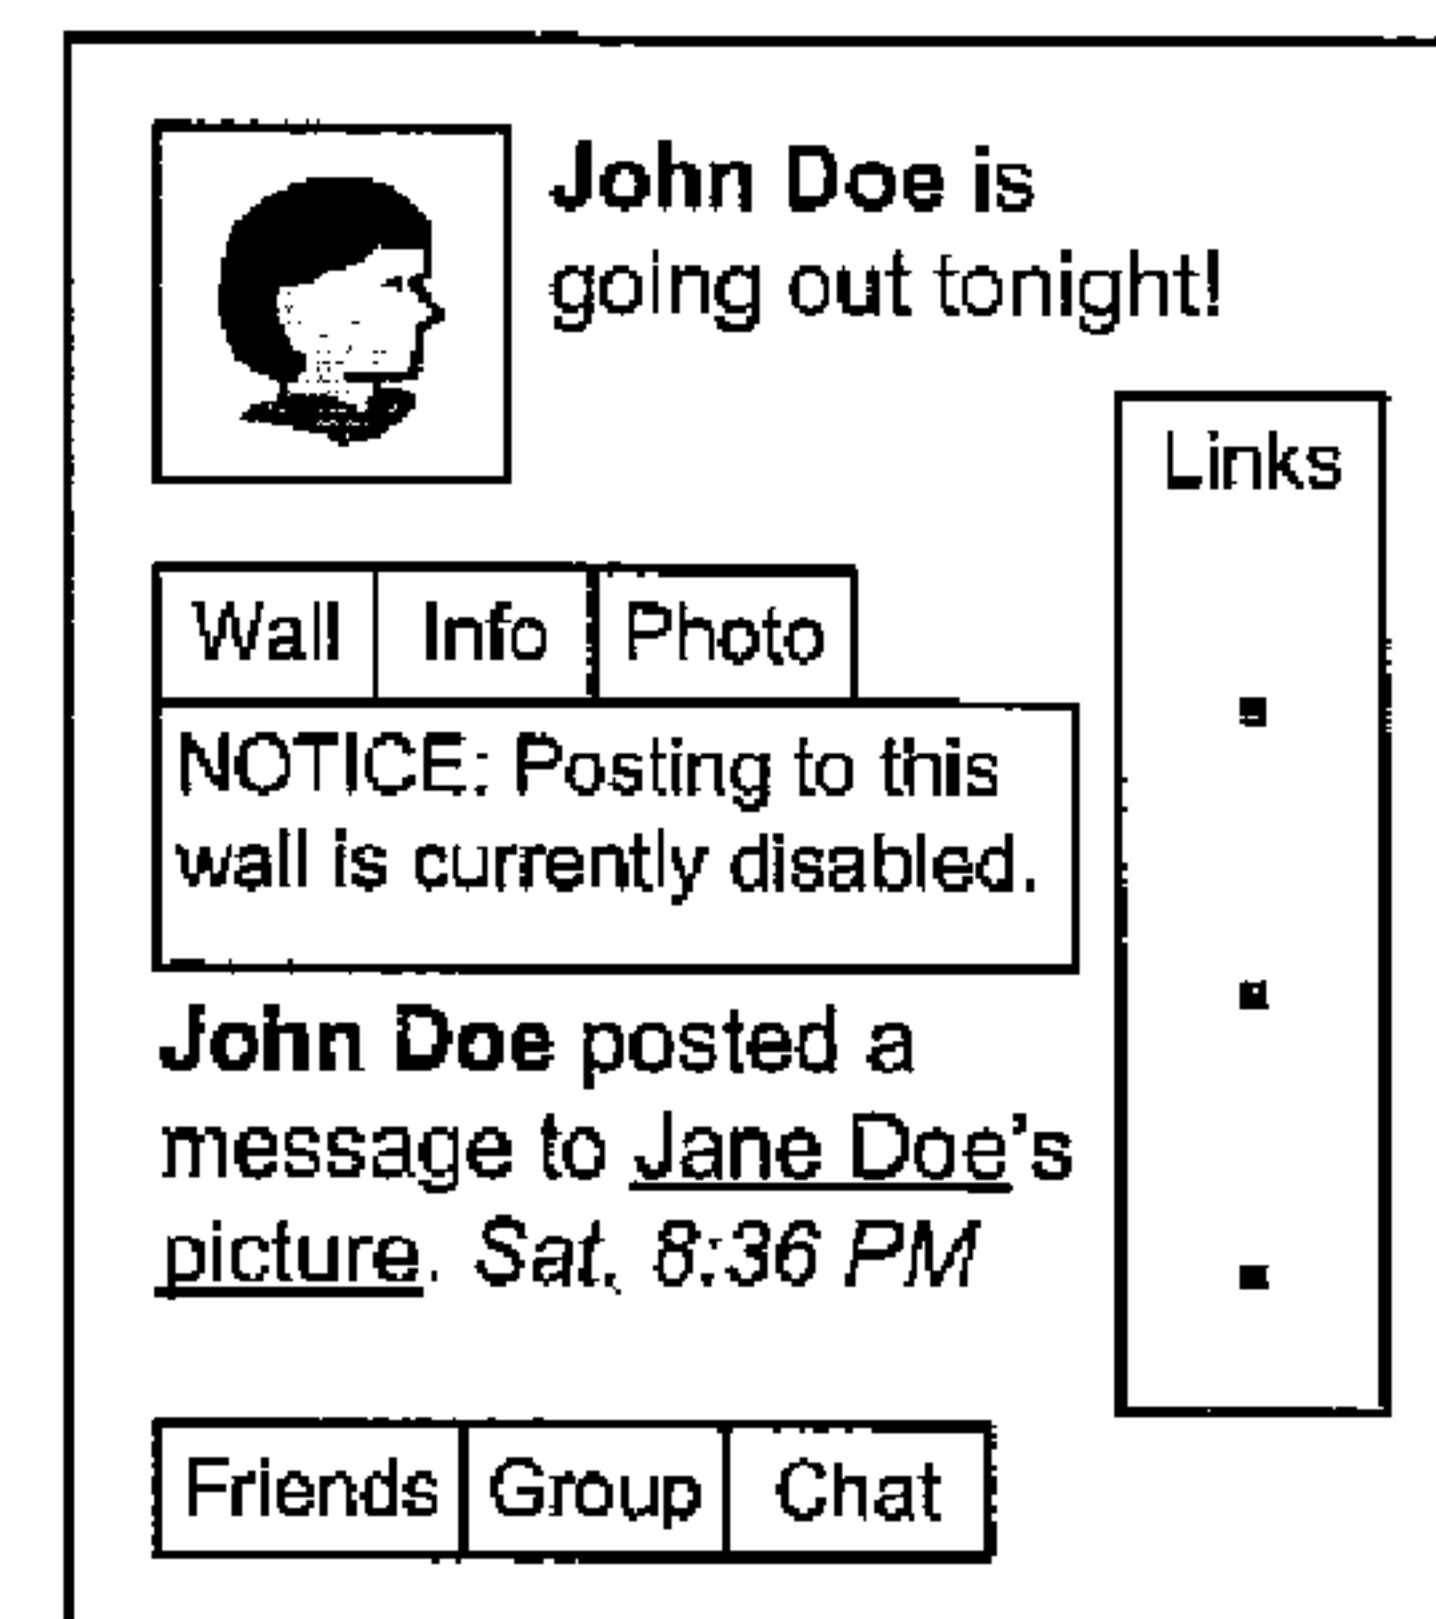 John Doe is
going out tonight!
Links
Wall Info Photo
NOTICE: Posting to this
wall is currently disabled.
John Doe posted a
message to Jane Doe's
picture. Sat, 8:36 PM
Friends Group Chat